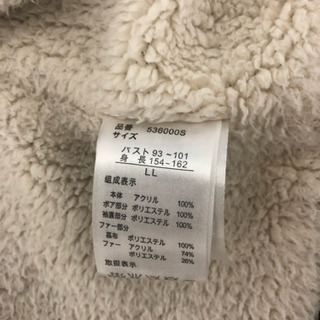 品番 536000S
サイズ
バスト 93~101
身長 154~162
LL
組成表示
本体 アクリル 100%
ボア部分 ポリエステル 100%
袖裏部分 ポリエステル 100%
ファー部分
基布 ポリエステル 100%
ファー アクリル 74%
ポリエステル 26%
取扱表示